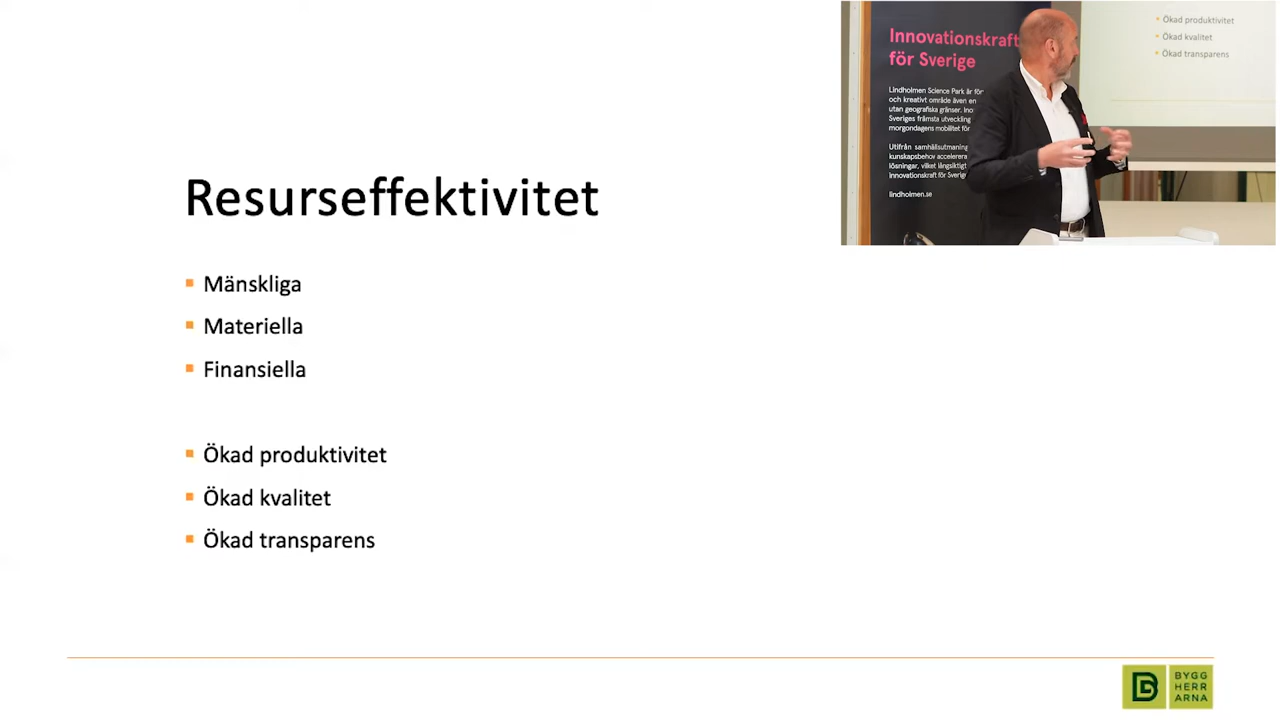 Resurseffektivitet
Mänskliga
Materiella
Finansiella
Ökad produktivitet
Ökad kvalitet
Ökad transparens
Innovationskraft
för Sverige
Lindholmen Science Park är för
och kreativt område även en
utan geografiska gränser. Ino
Sveriges främsta utveckling
morgondagens mobilitet fö
Utifrån samhällsutmaning
kunskapsbehov accelerera
lösningar, vilket långsiktigt
innovationskraft för Sverige
lindholmen.se
Ökad produktivitet
Ökad kvalitet
Ökad transparens
BYGG
HERR
ARNA